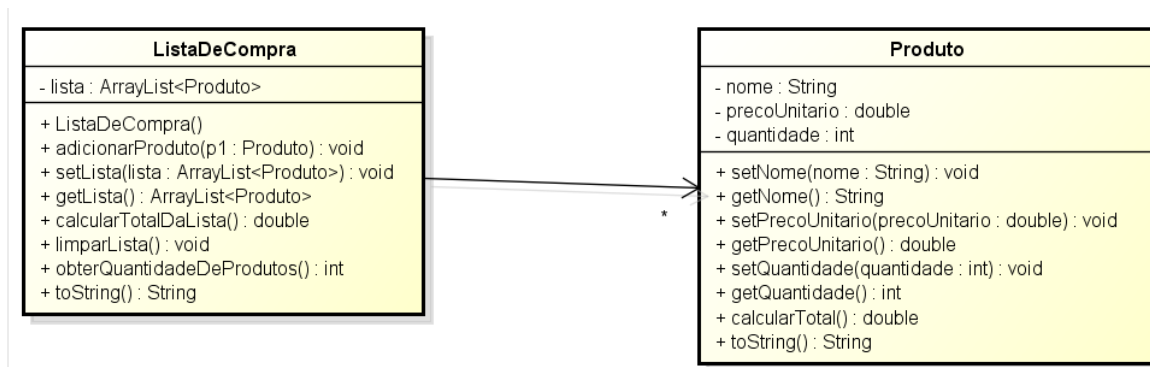 ListaDeCompra
- lista : ArrayList<Produto>
+ ListaDeCompra()
+ adicionarProduto(p1 : Produto) : void
+ setLista(lista : ArrayList<Produto>) : void
+ getLista() : ArrayList<Produto>
+ calcularTotalDaLista() : double
+ limparLista() : void
+ obterQuantidadeDeProdutos() : int
+ toString() : String
*
Produto
- nome : String
- precoUnitario : double
- quantidade : int
+ setNome(nome : String) : void
+ getNome() : String
+ setPrecoUnitario(precoUnitario : double) : void
+ getPrecoUnitario() : double
+ setQuantidade(quantidade : int) : void
+ getQuantidade() : int
+ calcularTotal() : double
+ toString() : String